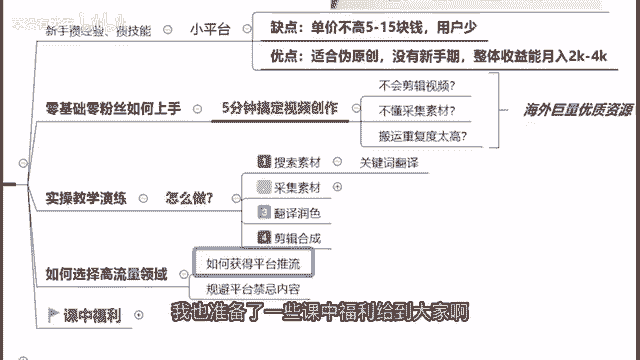 新手攒经验、攒技能
小平台
缺点：单价不高5-15块钱，用户少
优点：适合伪原创，没有新手期，整体收益能月入2k-4k
零基础零粉丝如何上手
5分钟搞定视频创作
不会剪辑视频？
不懂采集素材？
搬运重复度太高？
海外巨量优质资源
实操教学演练
怎么做？
1 搜索素材
关键词翻译
采集素材
3 翻译润色
4 剪辑合成
如何选择高流量领域
如何获得平台推流
规避平台禁忌内容
课中福利
我也准备了一些课中福利给到大家啊